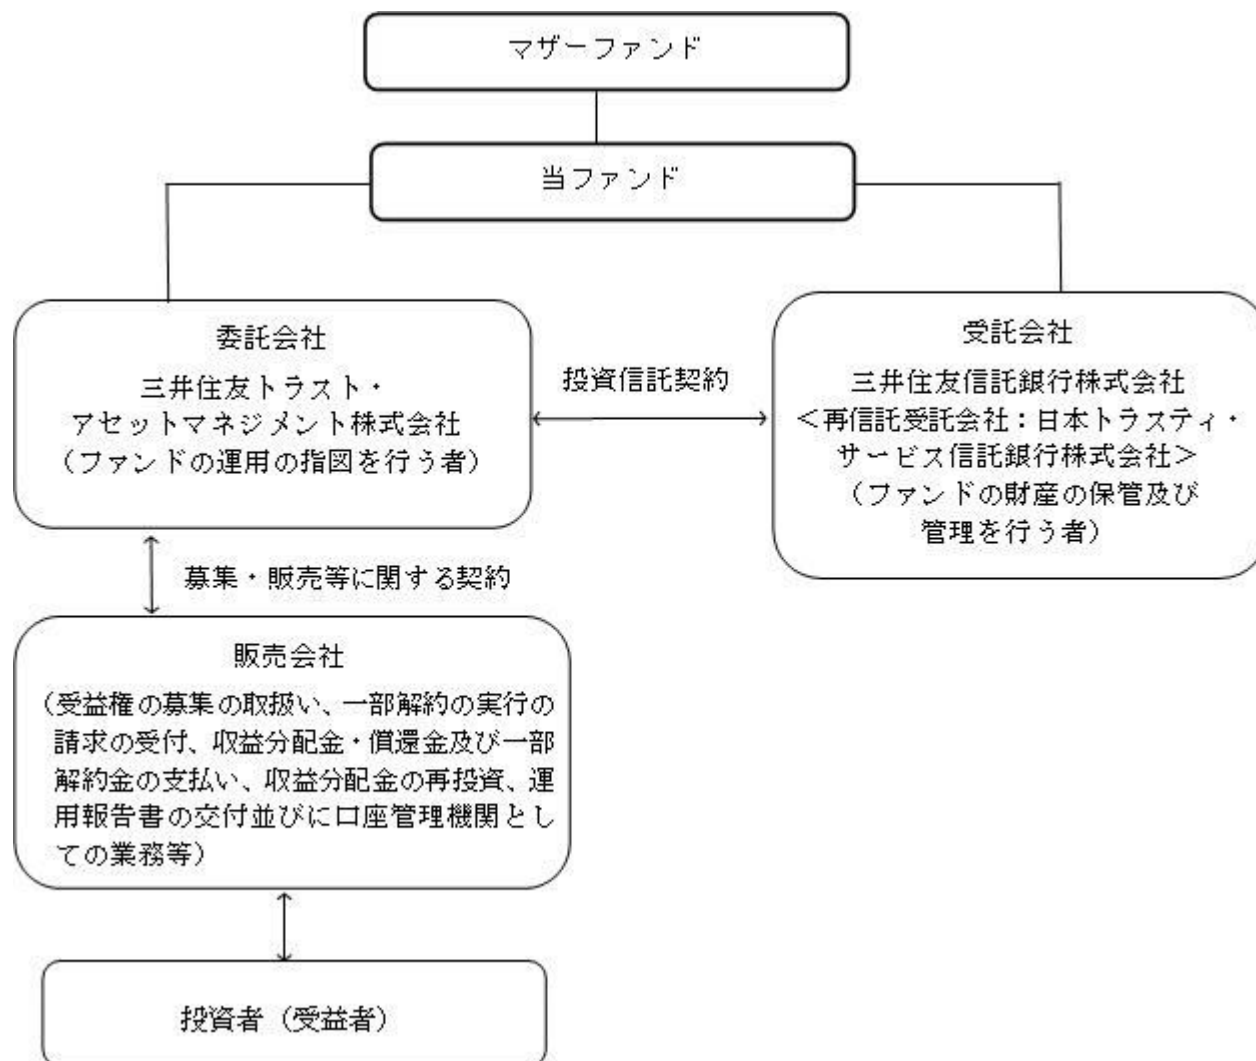 マザーファンド
当ファンド
委託会社
三井住友トラスト・
アセットマネジメント株式会社
（ファンドの運用の指図を行う者）
投資信託契約
受託会社
三井住友信託銀行株式会社
＜再信託受託会社：日本トラスティ・
サービス信託銀行株式会社＞
（ファンドの財産の保管及び
管理を行う者）
募集・販売等に関する契約
販売会社
（受益権の募集の取扱い、一部解約の実行の
請求の受付、収益分配金・償還金及び一部
解約金の支払い、収益分配金の再投資、運
用報告書の交付並びに口座管理機関とし
ての業務等）
投資者（受益者）